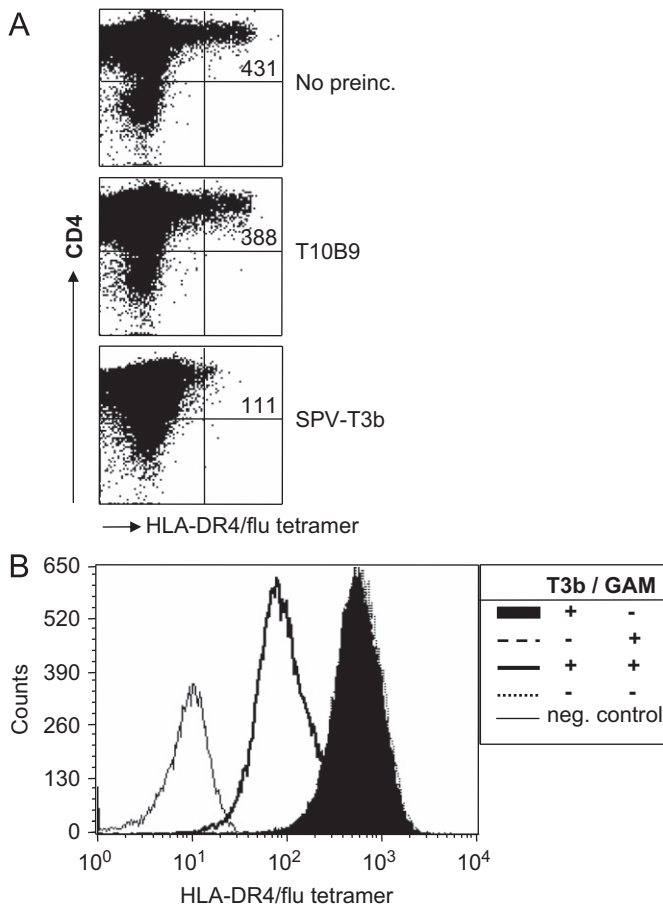 A
431
No preinc.
388
T10B9
111
SPV-T3b
CD4
HLA-DR4/flu tetramer
B
650
520
390
260
130
0
Counts
10^0 10^1 10^2 10^3 10^4
HLA-DR4/flu tetramer
T3b / GAM
+ -
- +
+ +
- -
neg. control